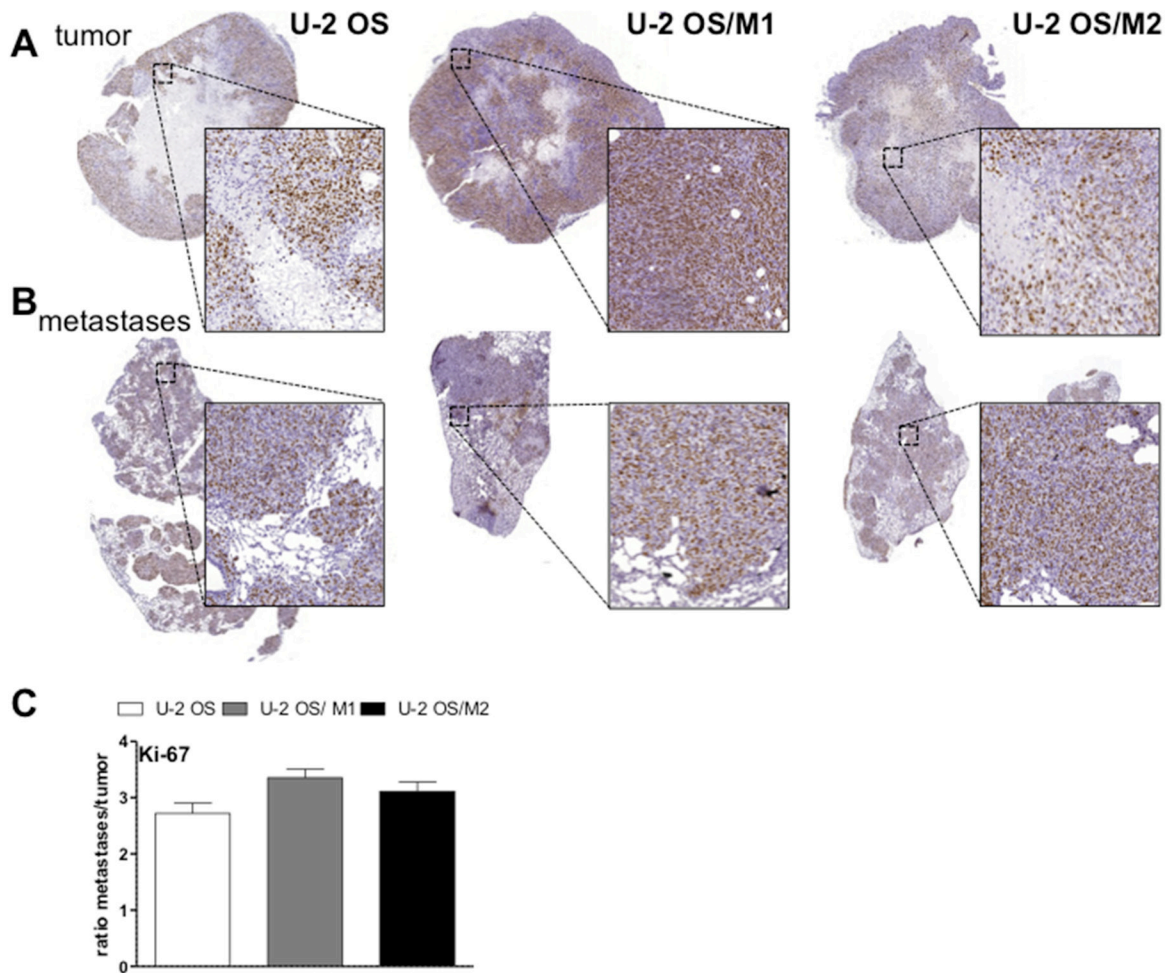 A tumor U-2 OS U-2 OS/M1 U-2 OS/M2
B metastases
C
U-2 OS U-2 OS/ M1 U-2 OS/M2
Ki-67
ratio metastases/tumor
4
3
2
1
0